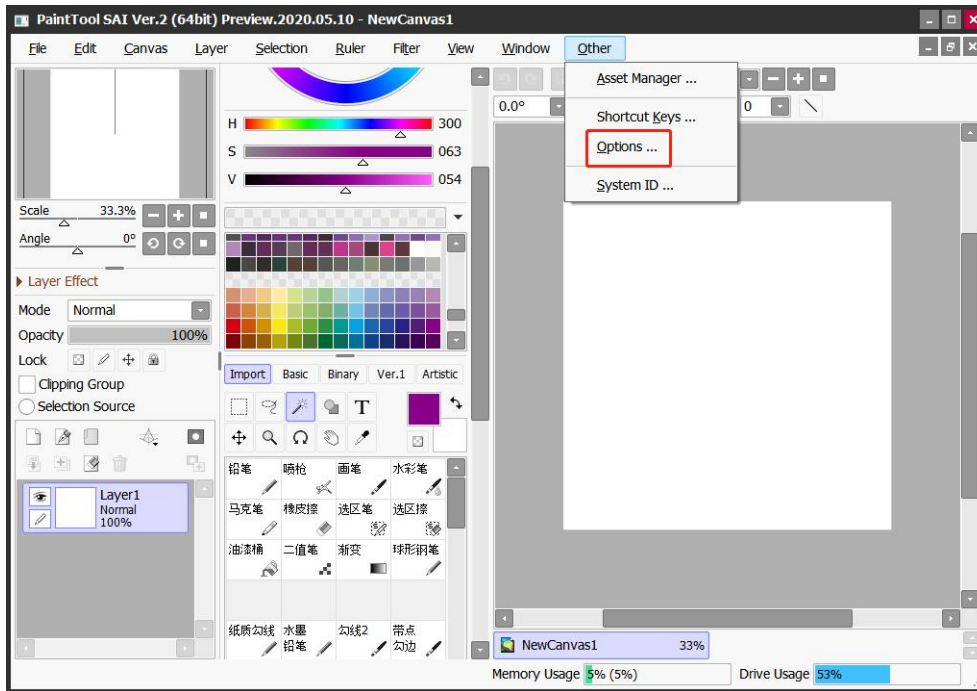 PaintTool SAI Ver.2 (64bit) Preview.2020.05.10 - NewCanvas1
File Edit Canvas Layer Selection Ruler Filter View Window Other
Asset Manager ...
Shortcut Keys ...
Options ...
System ID ...
0.0°
0
H 300
S 063
V 054
Scale 33.3%
Angle 0°
Layer Effect
Mode Normal
Opacity 100%
Lock
Clipping Group
Selection Source
Layer1
Normal
100%
Import Basic Binary Ver.1 Artistic
T
铅笔 喷枪 画笔 水彩笔
马克笔 橡皮擦 选区笔 选区擦
油漆桶 二值笔 渐变 球形钢笔
纸质勾线 水墨 勾线2 带点
铅笔 勾边
NewCanvas1 33%
Memory Usage 5% (5%) Drive Usage 53%